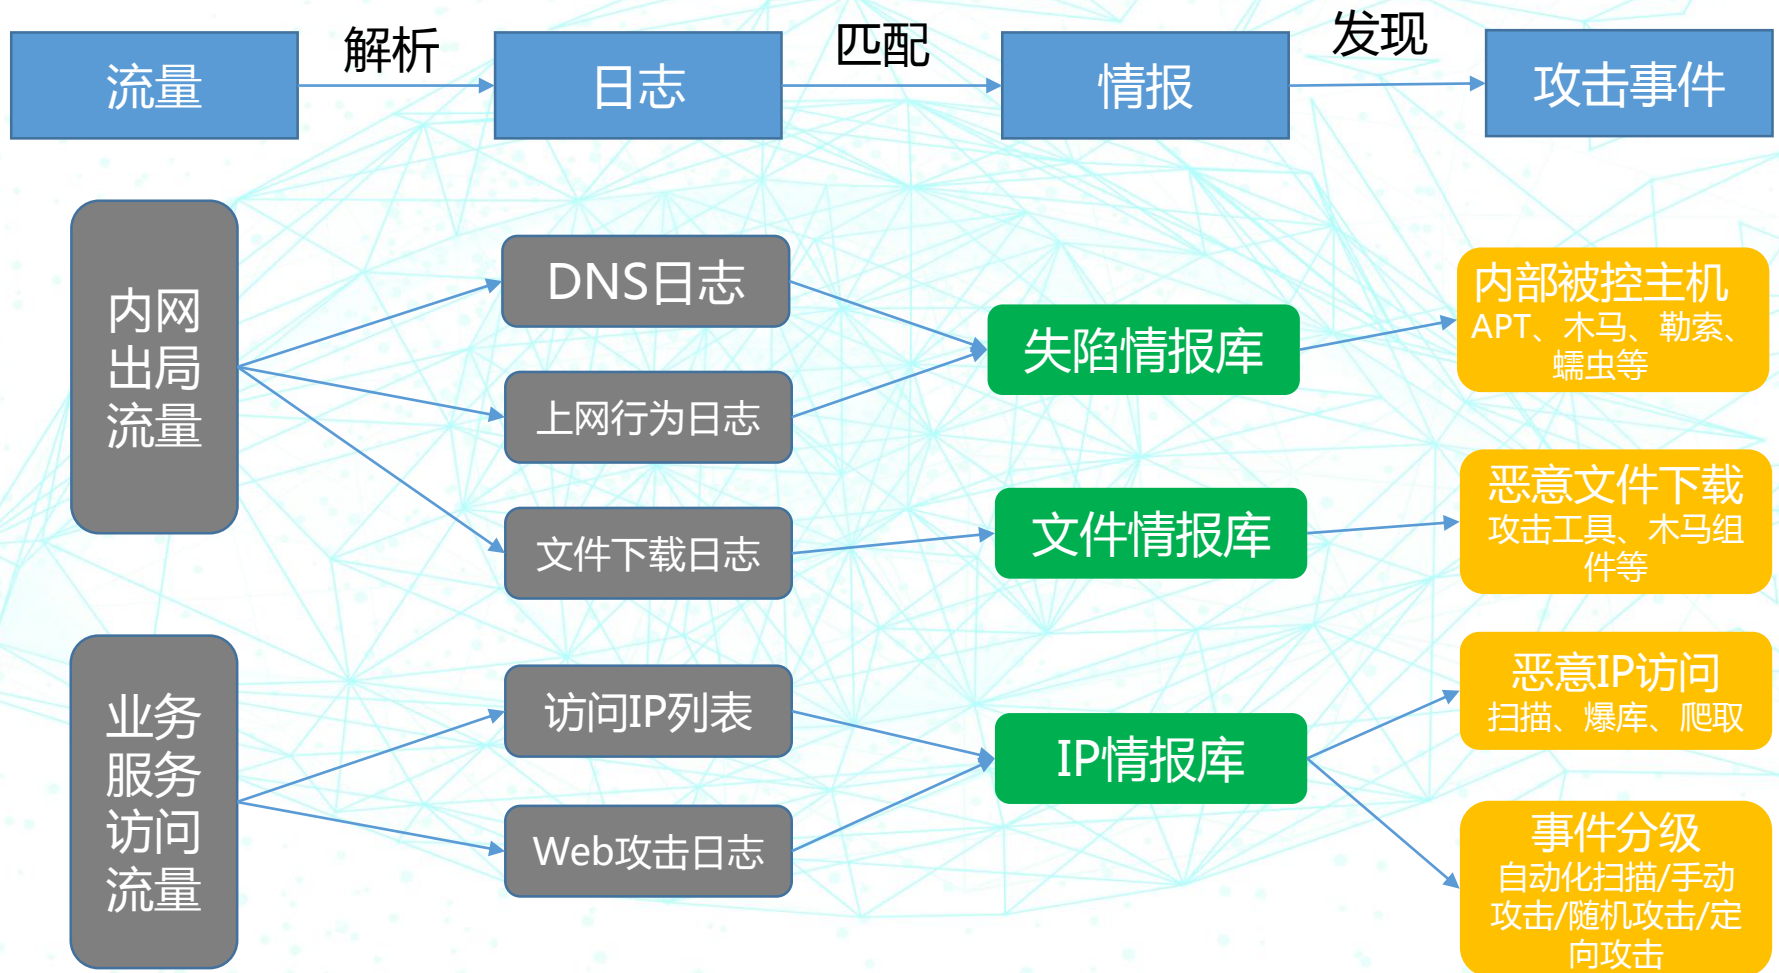 流量
解析
日志
匹配
情报
发现
攻击事件
内网
出局
流量
DNS日志
上网行为日志
文件下载日志
失陷情报库
文件情报库
内部被控主机
APT、木马、勒索、
蠕虫等
恶意文件下载
攻击工具、木马组
件等
业务
服务
访问
流量
访问IP列表
Web攻击日志
IP情报库
恶意IP访问
扫描、爆库、爬取
事件分级
自动化扫描/手动
攻击/随机攻击/定
向攻击